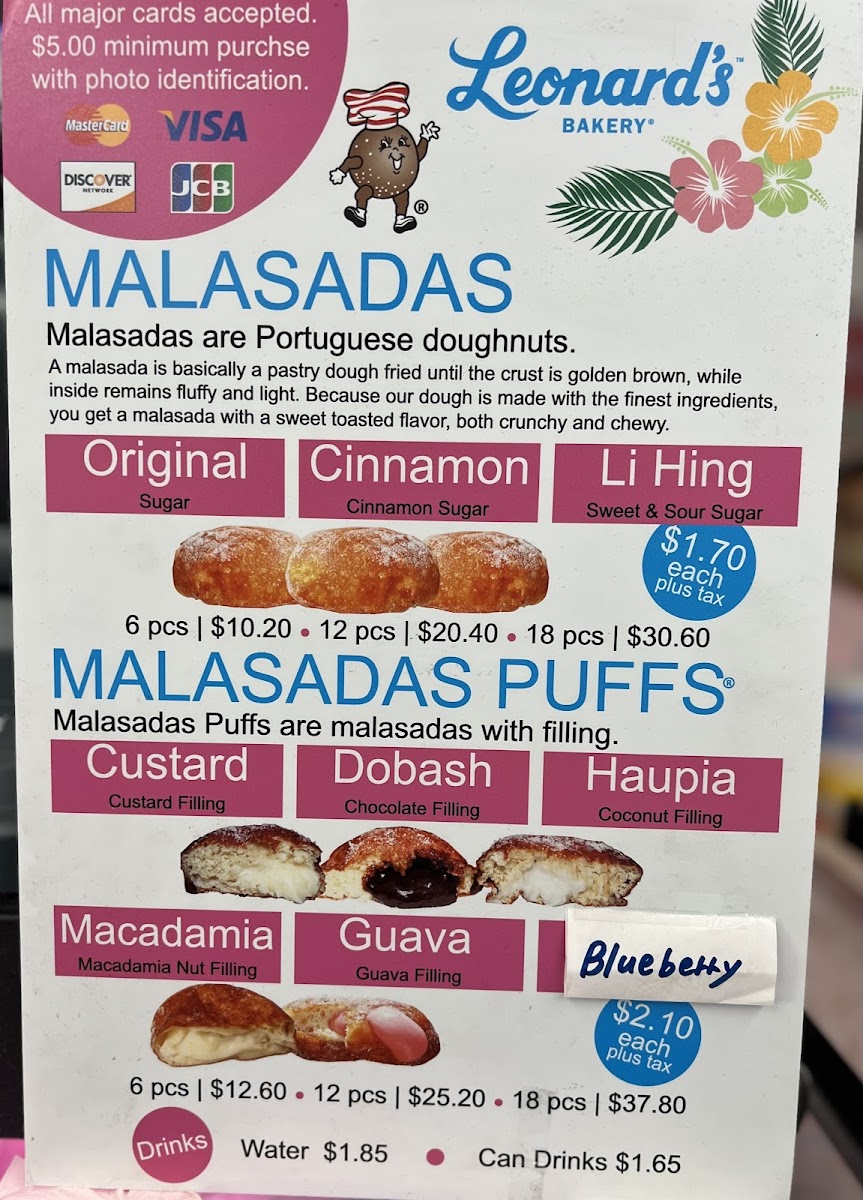 All major cards accepted.
$5.00 minimum purchse
with photo identification.
MasterCard VISA
DISCOVER
NETWORK
JCB
Leonard's™
BAKERY®
®
MALASADAS
Malasadas are Portuguese doughnuts.
A malasada is basically a pastry dough fried until the crust is golden brown, while
inside remains fluffy and light. Because our dough is made with the finest ingredients,
you get a malasada with a sweet toasted flavor, both crunchy and chewy.
Original
Sugar
Cinnamon
Cinnamon Sugar
Li Hing
Sweet & Sour Sugar
$1.70
each
plus tax
6 pcs | $10.20 • 12 pcs | $20.40 • 18 pcs | $30.60
MALASADAS PUFFS®
Malasadas Puffs are malasadas with filling.
Custard
Custard Filling
Dobash
Chocolate Filling
Haupia
Coconut Filling
Macadamia
Macadamia Nut Filling
Guava
Guava Filling
Blueberry
$2.10
each
plus tax
6 pcs | $12.60 • 12 pcs | $25.20 • 18 pcs | $37.80
Drinks
Water $1.85 • Can Drinks $1.65